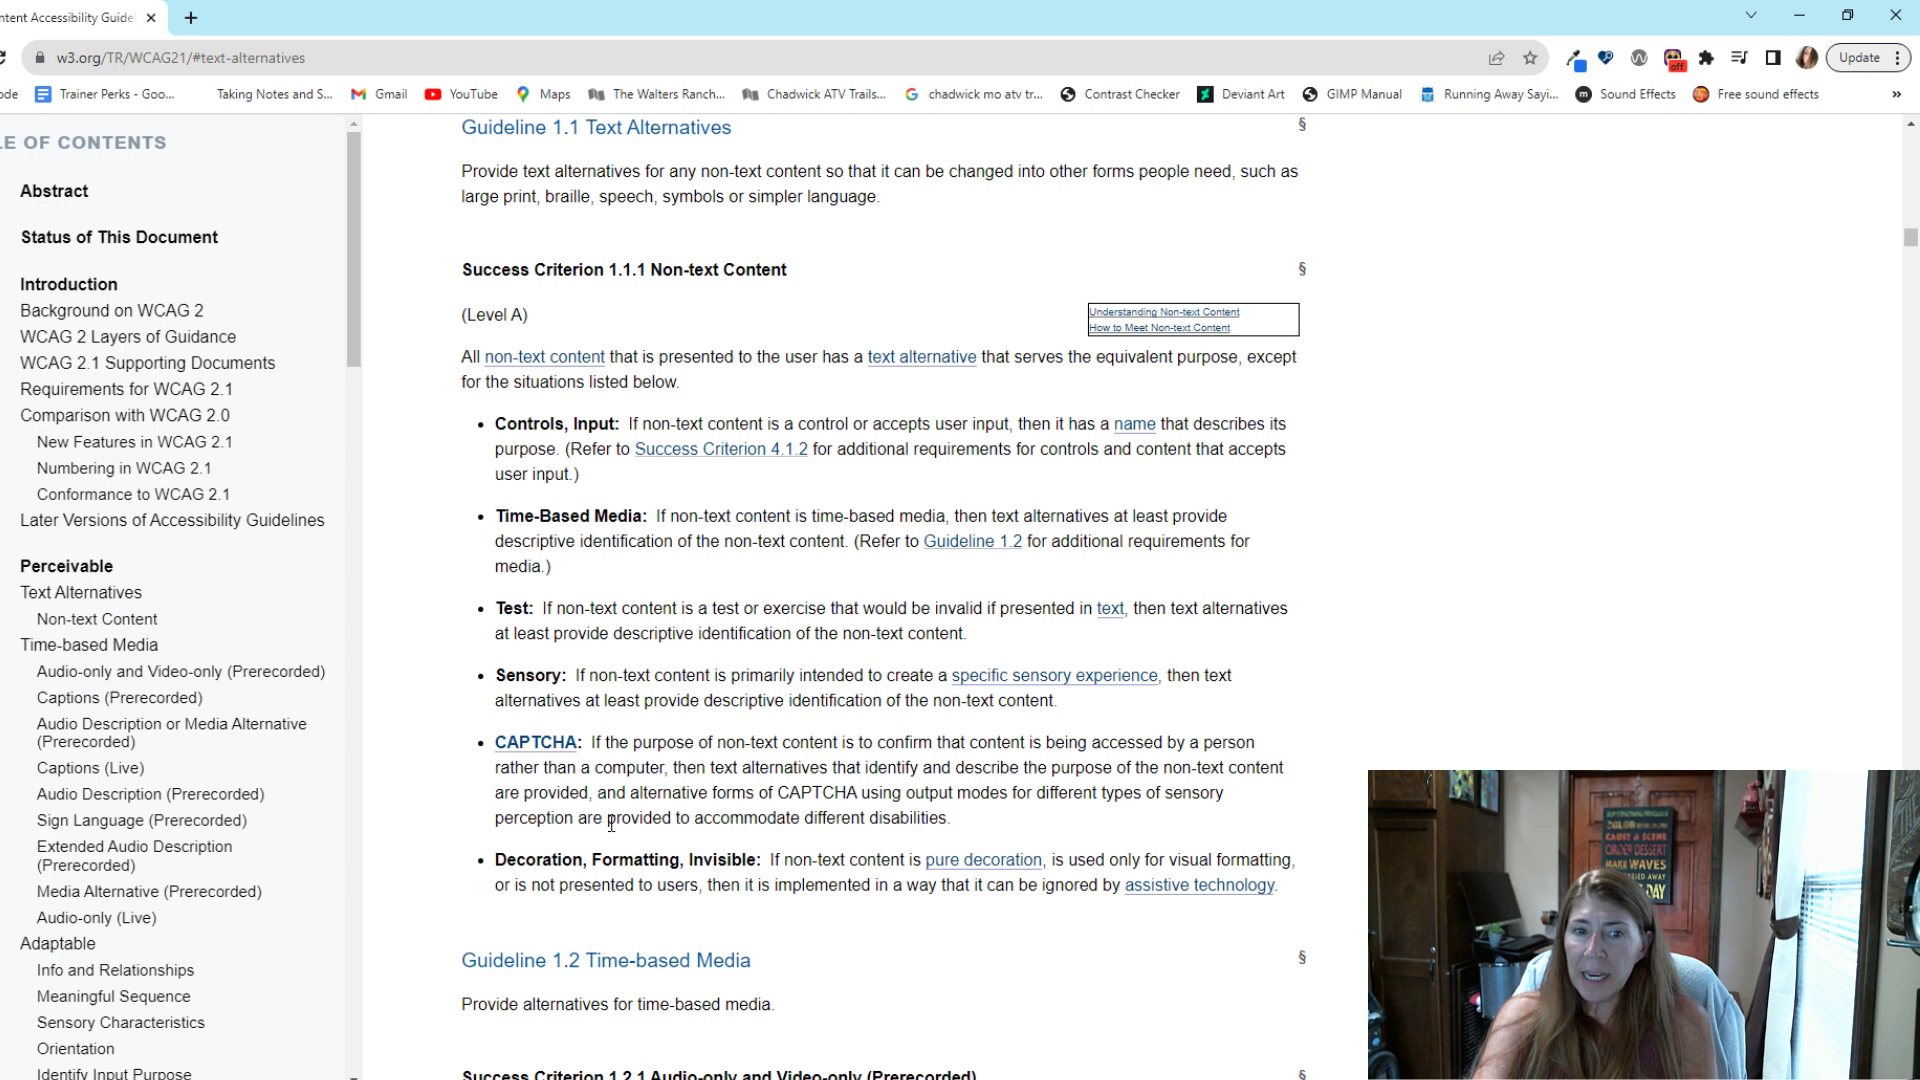 ntent Accessibility Guide
w3.org/TR/WCAG21/#text-alternatives
off
Update
ode
Trainer Perks - Goo...
Taking Notes and S...
Gmail
YouTube
Maps
The Walters Ranch...
Chadwick ATV Trails...
chadwick mo atv tr...
Contrast Checker
Deviant Art
GIMP Manual
Running Away Sayi...
Sound Effects
Free sound effects
»
LE OF CONTENTS
Abstract
Status of This Document
Introduction
Background on WCAG 2
WCAG 2 Layers of Guidance
WCAG 2.1 Supporting Documents
Requirements for WCAG 2.1
Comparison with WCAG 2.0
New Features in WCAG 2.1
Numbering in WCAG 2.1
Conformance to WCAG 2.1
Later Versions of Accessibility Guidelines
Perceivable
Text Alternatives
Non-text Content
Time-based Media
Audio-only and Video-only (Prerecorded)
Captions (Prerecorded)
Audio Description or Media Alternative
(Prerecorded)
Captions (Live)
Audio Description (Prerecorded)
Sign Language (Prerecorded)
Extended Audio Description
(Prerecorded)
Media Alternative (Prerecorded)
Audio-only (Live)
Adaptable
Info and Relationships
Meaningful Sequence
Sensory Characteristics
Orientation
Identify Input Purpose
Guideline 1.1 Text Alternatives §
Provide text alternatives for any non-text content so that it can be changed into other forms people need, such as
large print, braille, speech, symbols or simpler language.
Success Criterion 1.1.1 Non-text Content §
(Level A)
Understanding Non-text Content
How to Meet Non-text Content
All non-text content that is presented to the user has a text alternative that serves the equivalent purpose, except
for the situations listed below.
• Controls, Input: If non-text content is a control or accepts user input, then it has a name that describes its
purpose. (Refer to Success Criterion 4.1.2 for additional requirements for controls and content that accepts
user input.)
• Time-Based Media: If non-text content is time-based media, then text alternatives at least provide
descriptive identification of the non-text content. (Refer to Guideline 1.2 for additional requirements for
media.)
• Test: If non-text content is a test or exercise that would be invalid if presented in text, then text alternatives
at least provide descriptive identification of the non-text content.
• Sensory: If non-text content is primarily intended to create a specific sensory experience, then text
alternatives at least provide descriptive identification of the non-text content.
• CAPTCHA: If the purpose of non-text content is to confirm that content is being accessed by a person
rather than a computer, then text alternatives that identify and describe the purpose of the non-text content
are provided, and alternative forms of CAPTCHA using output modes for different types of sensory
perception are provided to accommodate different disabilities.
• Decoration, Formatting, Invisible: If non-text content is pure decoration, is used only for visual formatting,
or is not presented to users, then it is implemented in a way that it can be ignored by assistive technology.
Guideline 1.2 Time-based Media §
Provide alternatives for time-based media.
Success Criterion 1.2.1 Audio-only and Video-only (Prerecorded) §
CAUSE A SCENE
ORDER DESSERT
MAKE WAVES